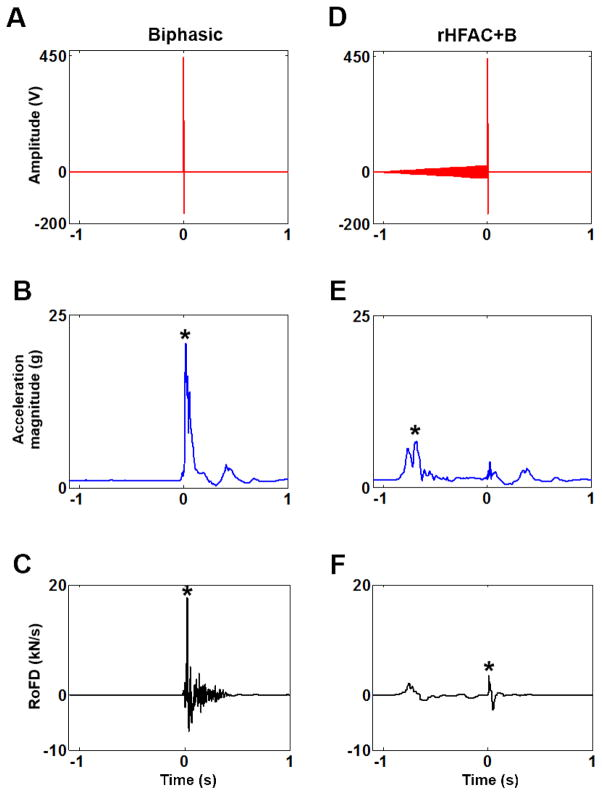 A
Biphasic
Amplitude (V)
450
0
-200
-1
0
1
D
rHFAC+B
450
0
-200
-1
0
1
B
Acceleration
magnitude (g)
25
0
*
-1
0
1
E
25
0
*
-1
0
1
C
RoFD (kN/s)
20
0
-10
*
-1
0
1
Time (s)
F
20
0
-10
*
-1
0
1
Time (s)